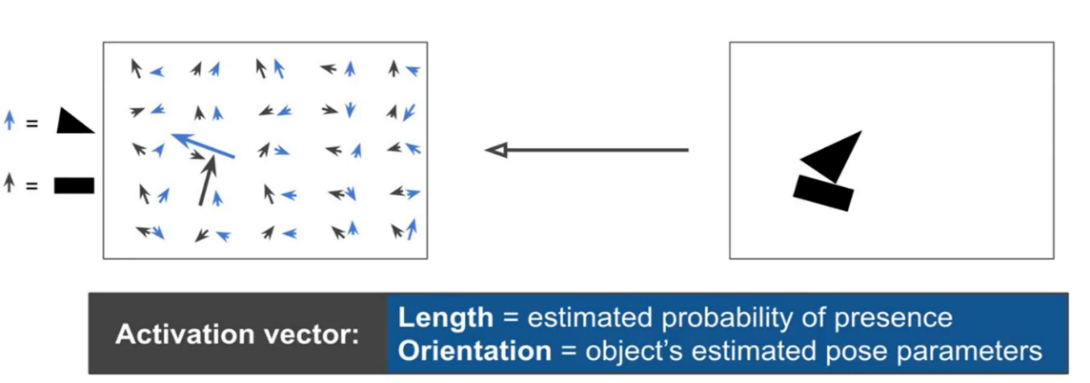 =
=
Activation vector:
Length = estimated probability of presence
Orientation = object's estimated pose parameters